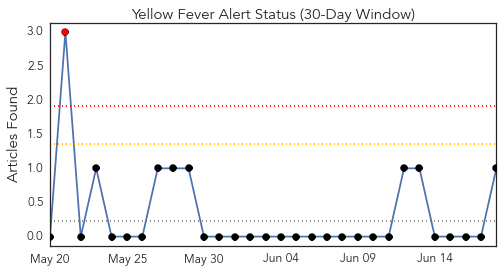 Yellow Fever Alert Status (30-Day Window)
Articles Found
3.0
2.5
2.0
1.5
1.0
0.5
0.0
May 20
May 25
May 30
Jun 04
Jun 09
Jun 14